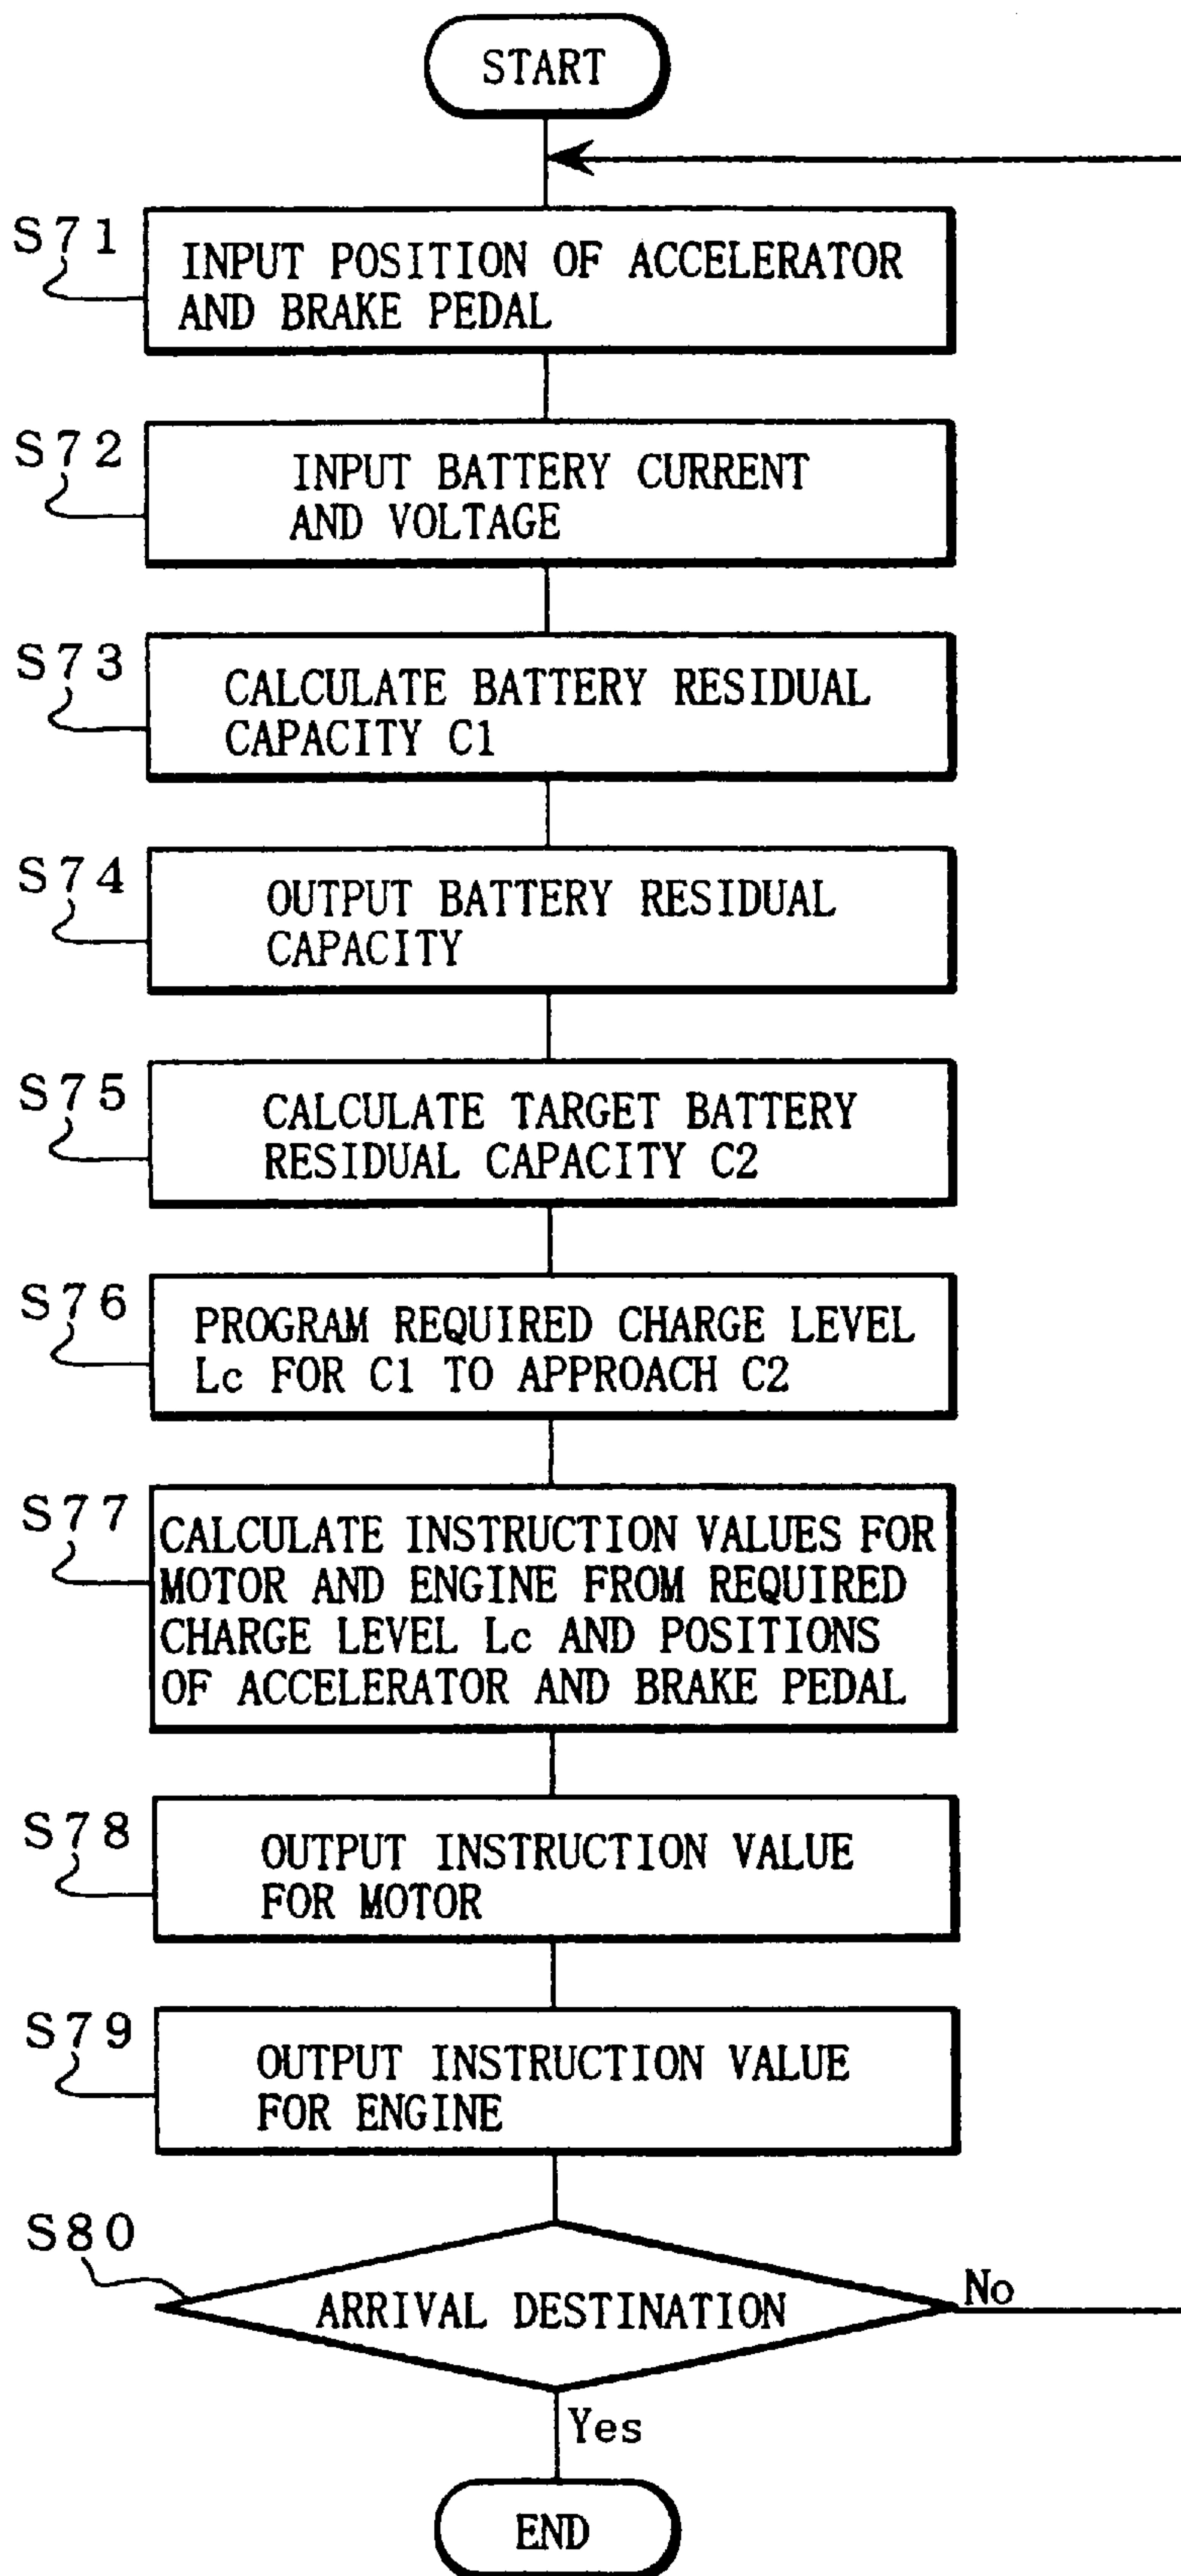 START
S71
INPUT POSITION OF ACCELERATOR
AND BRAKE PEDAL
S72
INPUT BATTERY CURRENT
AND VOLTAGE
S73
CALCULATE BATTERY RESIDUAL
CAPACITY C1
S74
OUTPUT BATTERY RESIDUAL
CAPACITY
S75
CALCULATE TARGET BATTERY
RESIDUAL CAPACITY C2
S76
PROGRAM REQUIRED CHARGE LEVEL
Lc FOR C1 TO APPROACH C2
S77
CALCULATE INSTRUCTION VALUES FOR
MOTOR AND ENGINE FROM REQUIRED
CHARGE LEVEL Lc AND POSITIONS
OF ACCELERATOR AND BRAKE PEDAL
S78
OUTPUT INSTRUCTION VALUE
FOR MOTOR
S79
OUTPUT INSTRUCTION VALUE
FOR ENGINE
S80
ARRIVAL DESTINATION
No
Yes
END